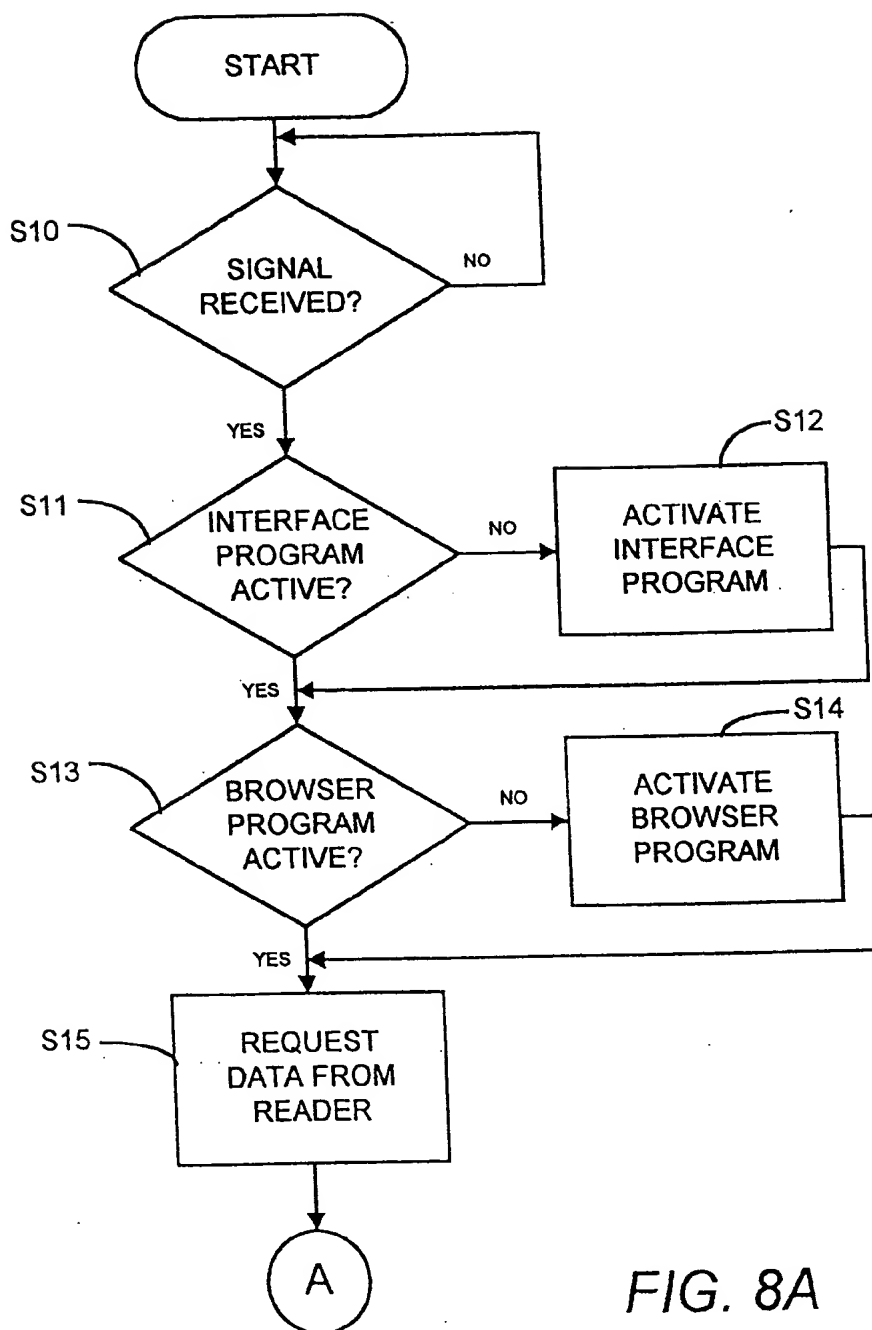 START
S10
SIGNAL
RECEIVED?
NO
YES
S11
INTERFACE
PROGRAM
ACTIVE?
NO
S12
ACTIVATE
INTERFACE
PROGRAM
YES
S13
BROWSER
PROGRAM
ACTIVE?
NO
S14
ACTIVATE
BROWSER
PROGRAM
YES
S15
REQUEST
DATA FROM
READER
A
FIG. 8A